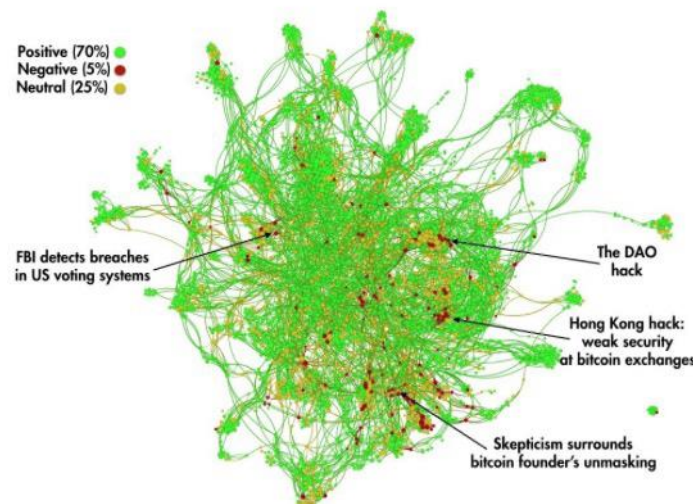 Positive (70%)
Negative (5%)
Neutral (25%)
FBI detects breaches
in US voting systems
The DAO
hack
Hong Kong hack:
weak security
at bitcoin exchanges
Skepticism surrounds
bitcoin founder's unmasking